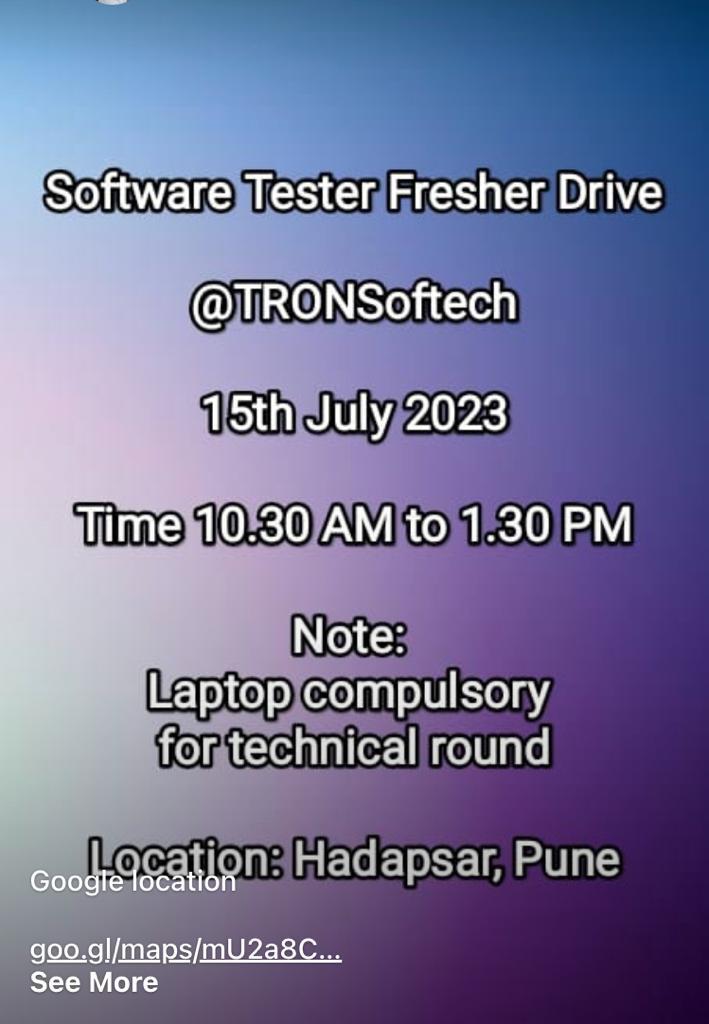 Software Tester Fresher Drive
@TRONSoftech
15th July 2023
Time 10.30 AM to 1.30 PM
Note:
Laptop compulsory
for technical round
Location: Hadapsar, Pune
Google location
goo.gl/maps/mU2a8C...
See More